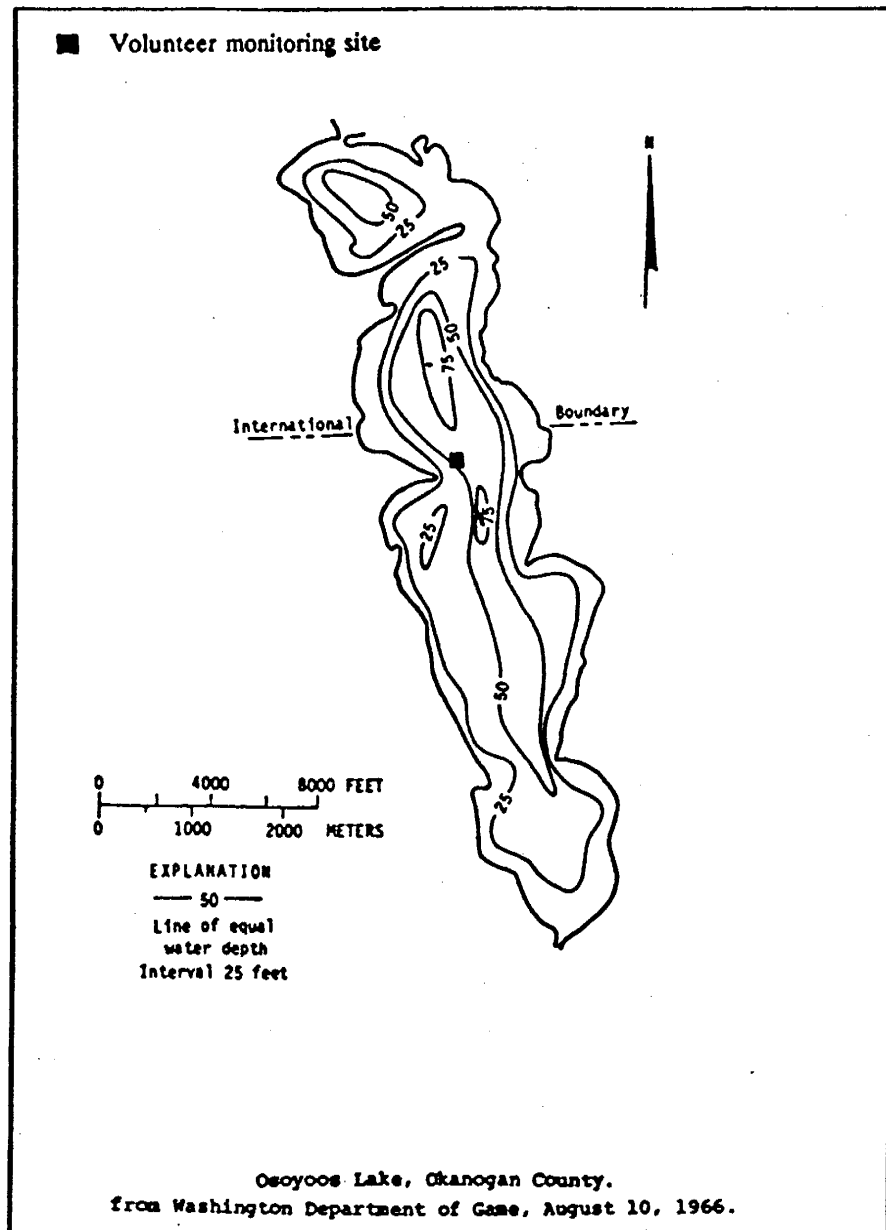 Volunteer monitoring site
N
50
25
25
50
75
International
Boundary
25
75
50
25
0 4000 8000 FEET
0 1000 2000 METERS
EXPLANATION
50
Line of equal
water depth
Interval 25 feet
Osoyoos Lake, Okanogan County.
from Washington Department of Game, August 10, 1966.